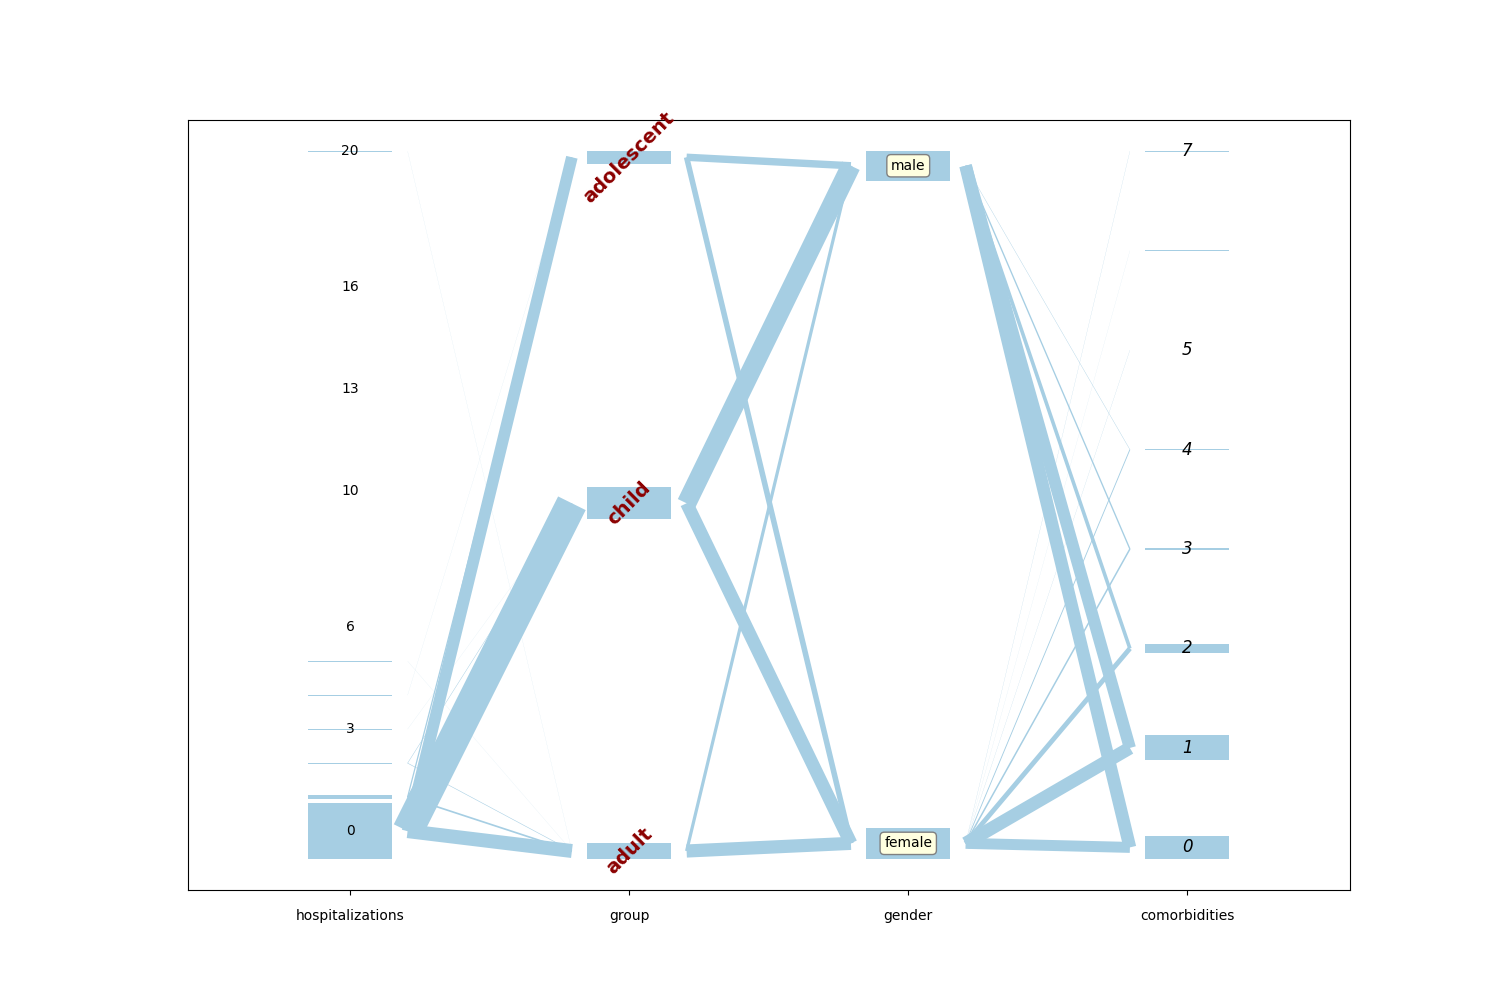 20
16
13
10
6
3
0
adolescent
child
adult
male
female
7
5
4
3
2
1
0
hospitalizations
group
gender
comorbidities